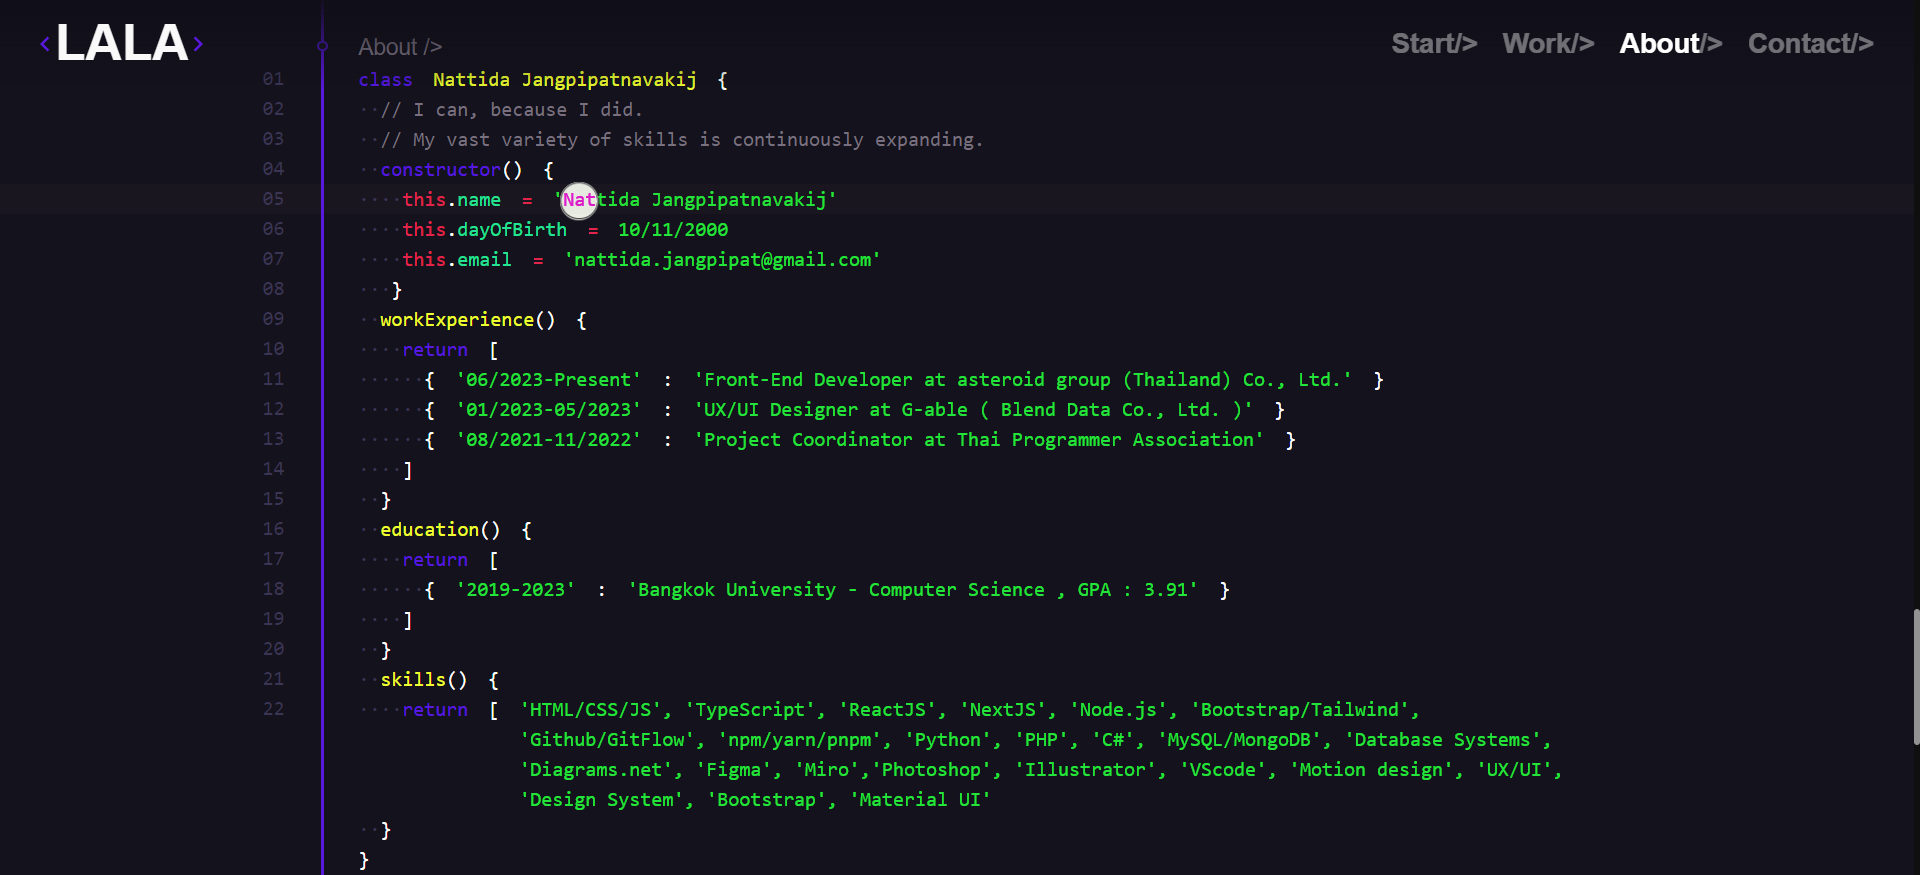 <LALA>
About />
Start/> Work/> About/> Contact/>
01 class Nattida Jangpipatnavakij {
02 ··// I can, because I did.
03 ··// My vast variety of skills is continuously expanding.
04 ··constructor() {
05 ····this.name = 'Nattida Jangpipatnavakij'
06 ····this.dayOfBirth = 10/11/2000
07 ····this.email = 'nattida.jangpipat@gmail.com'
08 ···}
09 ··workExperience() {
10 ····return [
11 ······{ '06/2023-Present' : 'Front-End Developer at asteroid group (Thailand) Co., Ltd.' }
12 ······{ '01/2023-05/2023' : 'UX/UI Designer at G-able ( Blend Data Co., Ltd. )' }
13 ······{ '08/2021-11/2022' : 'Project Coordinator at Thai Programmer Association' }
14 ····]
15 ··}
16 ··education() {
17 ····return [
18 ······{ '2019-2023' : 'Bangkok University - Computer Science , GPA : 3.91' }
19 ····]
20 ··}
21 ··skills() {
22 ····return [ 'HTML/CSS/JS', 'TypeScript', 'ReactJS', 'NextJS', 'Node.js', 'Bootstrap/Tailwind',
'Github/GitFlow', 'npm/yarn/pnpm', 'Python', 'PHP', 'C#', 'MySQL/MongoDB', 'Database Systems',
'Diagrams.net', 'Figma', 'Miro','Photoshop', 'Illustrator', 'VScode', 'Motion design', 'UX/UI',
'Design System', 'Bootstrap', 'Material UI'
··}
}